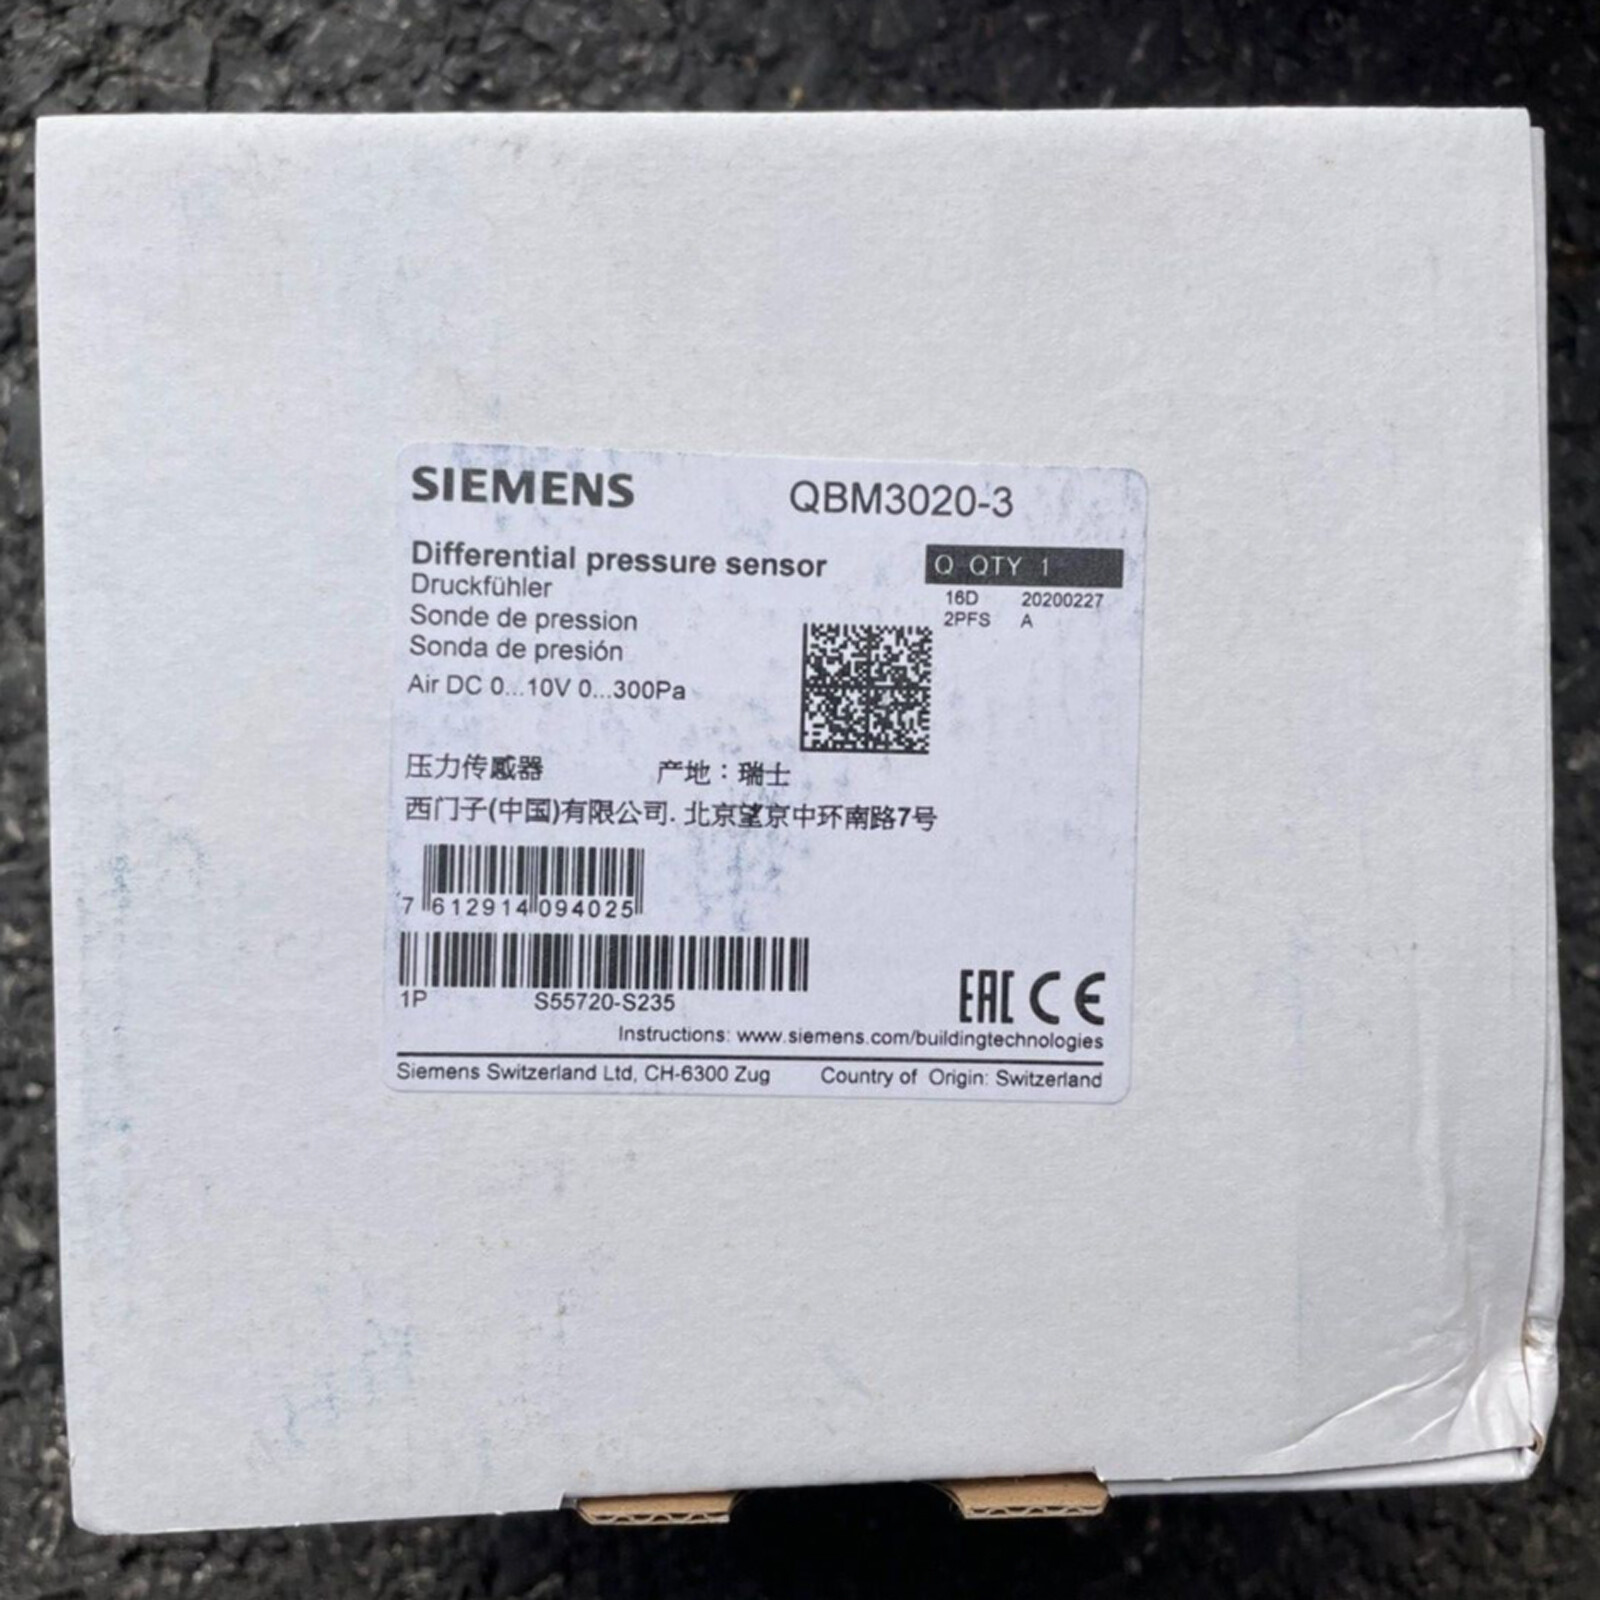 SIEMENS QBM3020-3
Differential pressure sensor
Q QTY 1
Druckfühler
16D 20200227
Sonde de pression
2PFS A
Sonda de presión
Air DC 0...10V 0...300Pa
压力传感器 产地：瑞士
西门子(中国)有限公司. 北京望京中环南路7号
7 612914 094025
1P S55720-S235
EAC CE
Instructions: www.siemens.com/buildingtechnologies
Siemens Switzerland Ltd, CH-6300 Zug Country of Origin: Switzerland